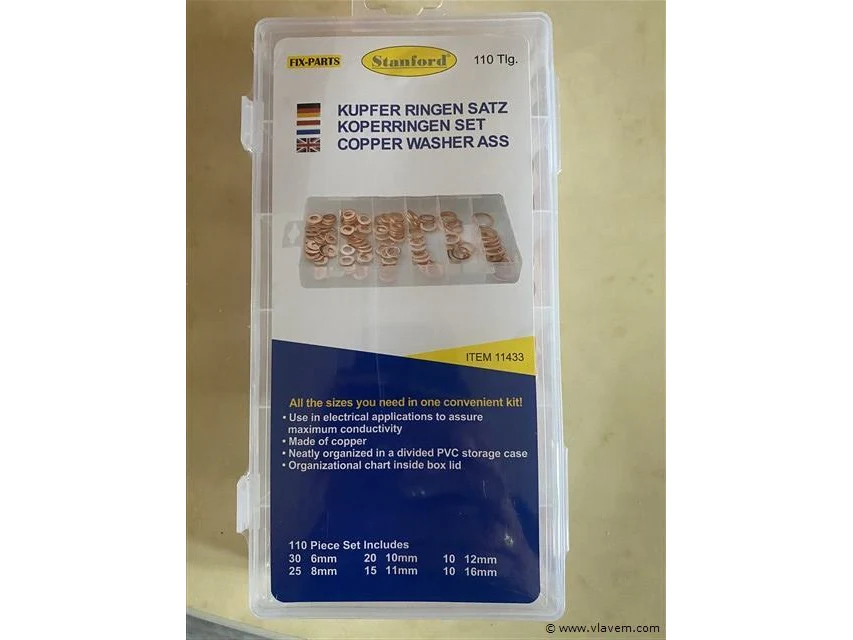 FIX-PARTS
Stanford
110 Tlg.
KUPFER RINGEN SATZ
KOPERRINGEN SET
COPPER WASHER ASS
ITEM 11433
All the sizes you need in one convenient kit!
• Use in electrical applications to assure
maximum conductivity
• Made of copper
• Neatly organized in a divided PVC storage case
• Organizational chart inside box lid
110 Piece Set Includes
30 6mm 20 10mm 10 12mm
25 8mm 15 11mm 10 16mm
© www.vlavem.com